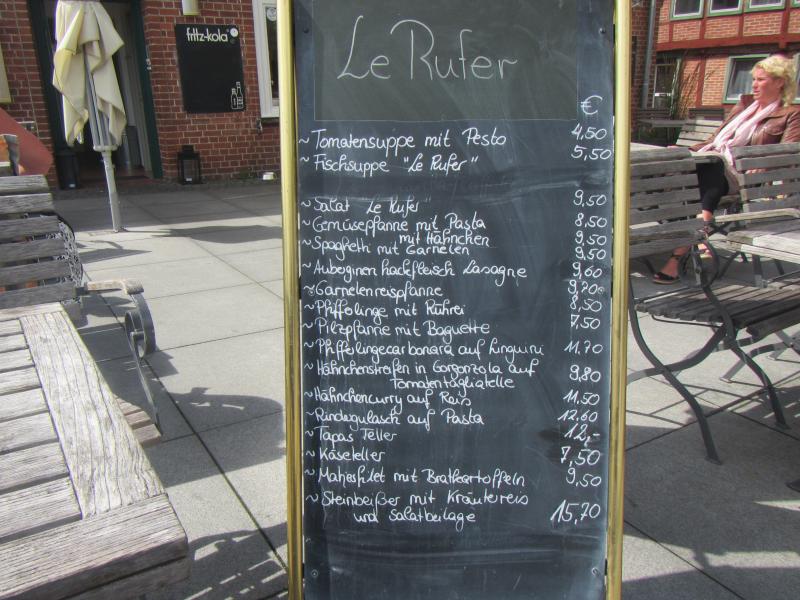 fritz-kola
Le Rufer
€
~ Tomatensuppe mit Pesto 4,50
~ Fischsuppe "Le Rufer" 5,50
~ Salat "Le Rufer" 9,50
~ Gemüsepfanne mit Pasta 8,50
mit Hähnchen 9,50
~ Spaghetti mit Garnelen 9,50
~ Auberginen hackfleisch Lasagne 9,60
~ Garnelenreispfanne 9,20€
~ Phifferlinge mit Rührei 8,50
~ Pilzpfanne mit Baguette 7,50
~ Phifferlingecarbonara auf Linguini 11.70
~ Hähnchenstreifen in Gorgonzola auf
Tomatentagliatelle 9,80
~ Hähnchencurry auf Reis 11,50
~ Rindergulasch auf Pasta 12,60
~ Tapas Teller 12,-
~ Käseteller 7,50
~ Matjesfilet mit Bratkartoffeln 9,50
~ Steinbeißer mit Kräuterreis
und Salatbeilage 15,70